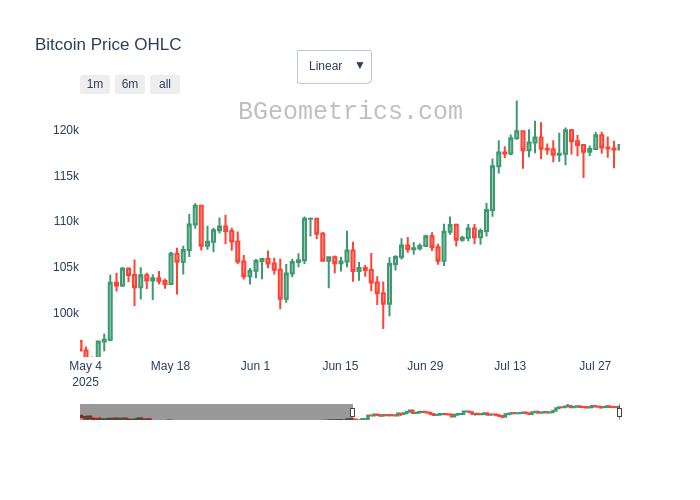 Bitcoin Price OHLC
Linear ▼
1m 6m all
BGeometrics.com
120k
115k
110k
105k
100k
May 4 May 18 Jun 1 Jun 15 Jun 29 Jul 13 Jul 27
2025